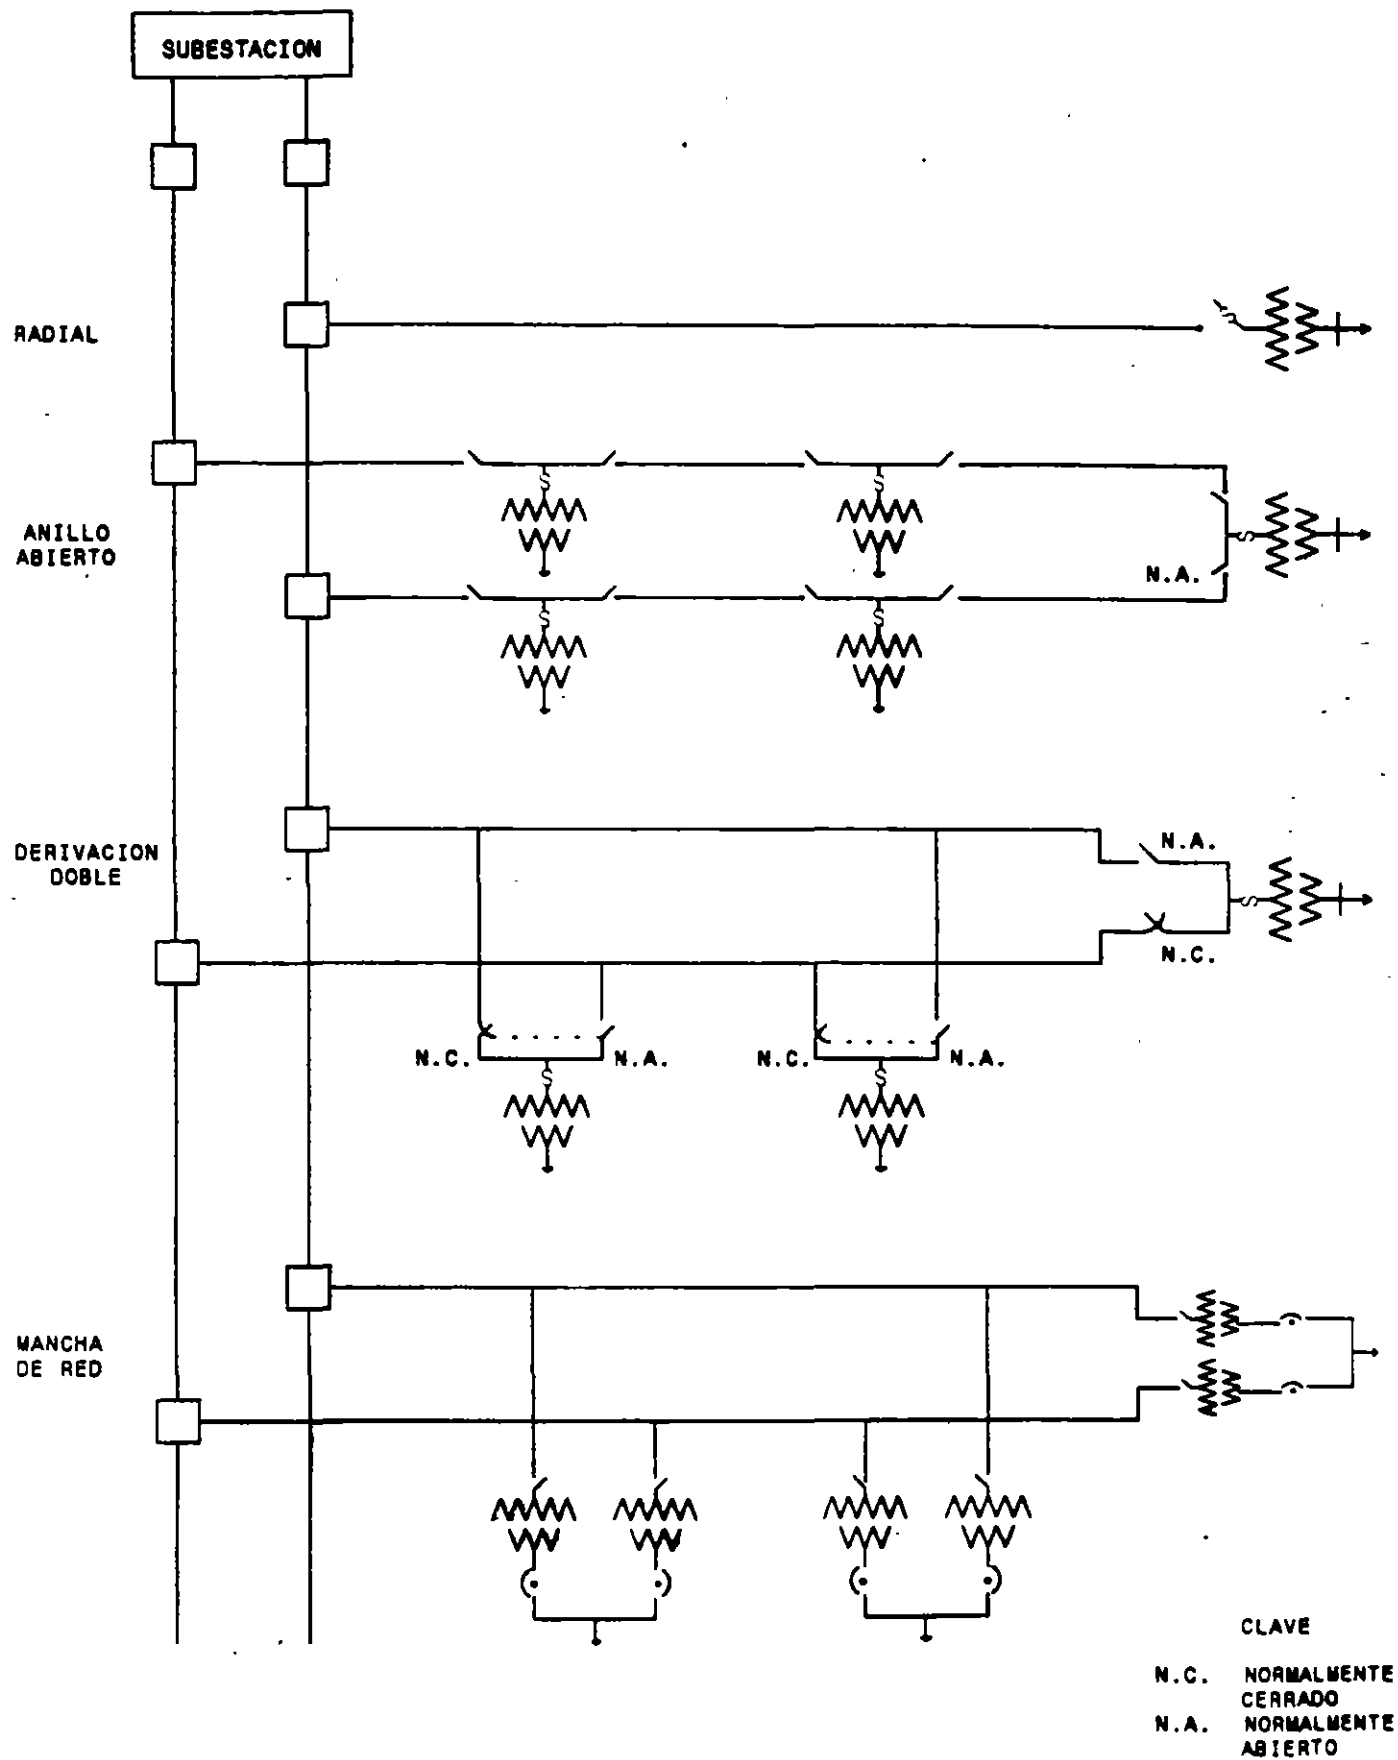 SUBESTACION
RADIAL
ANILLO
ABIERTO
S
S
S
N.A.
S
S
DERIVACION
DOBLE
N.A.
S
N.C.
N.C.
N.A.
N.C.
N.A.
S
S
MANCHA
DE RED
CLAVE
N.C. NORMALMENTE
CERRADO
N.A. NORMALMENTE
ABIERTO